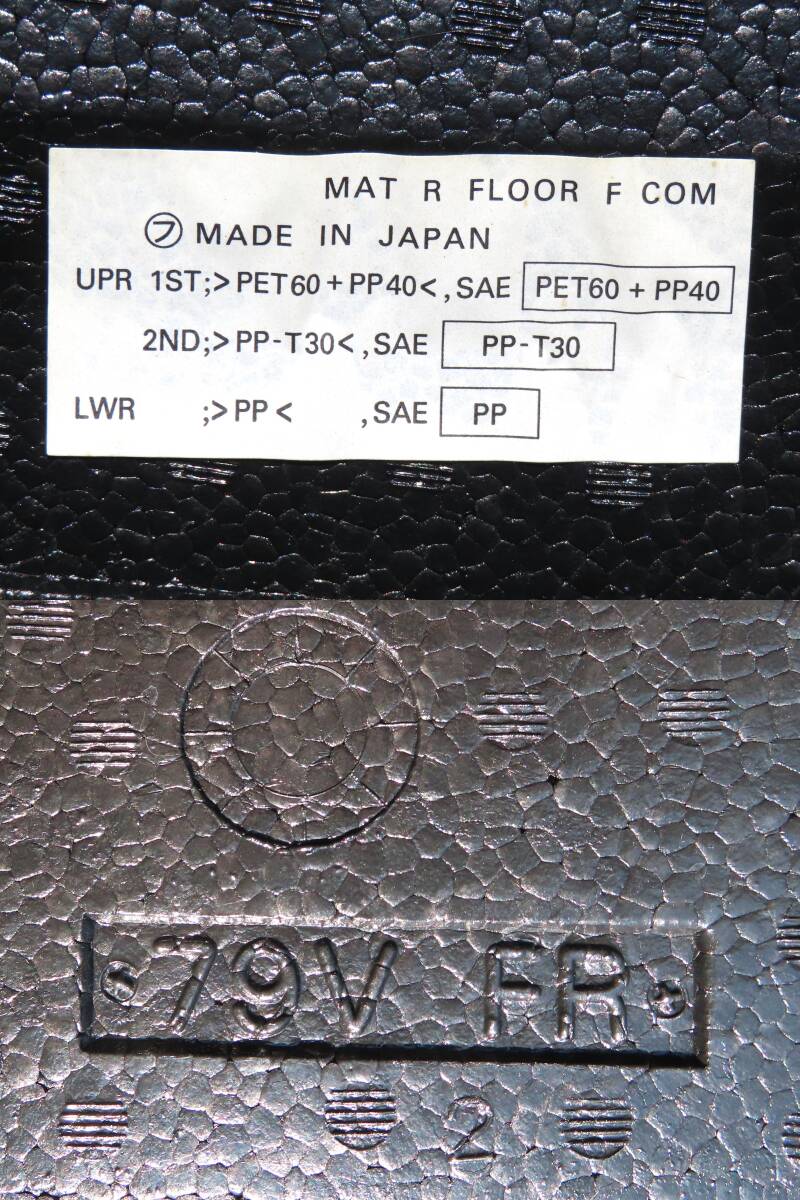 MAT R FLOOR F COM
㋫ MADE IN JAPAN
UPR 1ST;>PET60+PP40<,SAE PET60 + PP40
2ND;>PP-T30<,SAE PP-T30
LWR ;>PP< ,SAE PP
79V FR
2